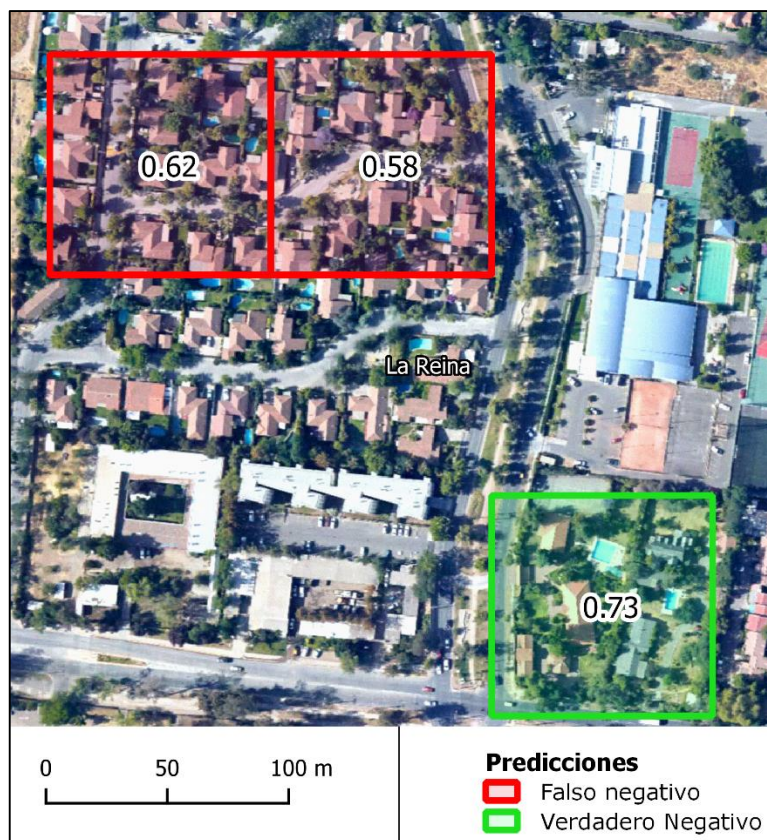 0.62
0.58
La Reina
0.73
0 50 100 m
Predicciones
Falso negativo
Verdadero Negativo